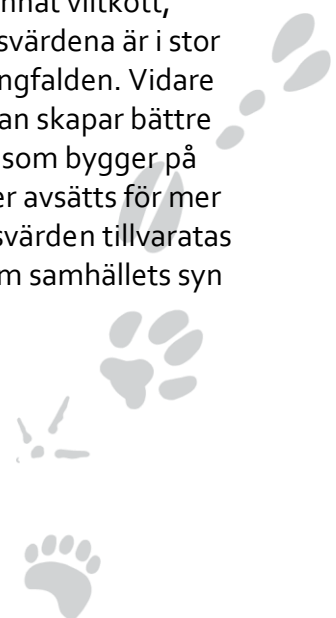 annat viltkött,
svärdena är i stor
ngfalden. Vidare
an skapar bättre
som bygger på
er avsätts för mer
svärden tillvaratas
m samhällets syn